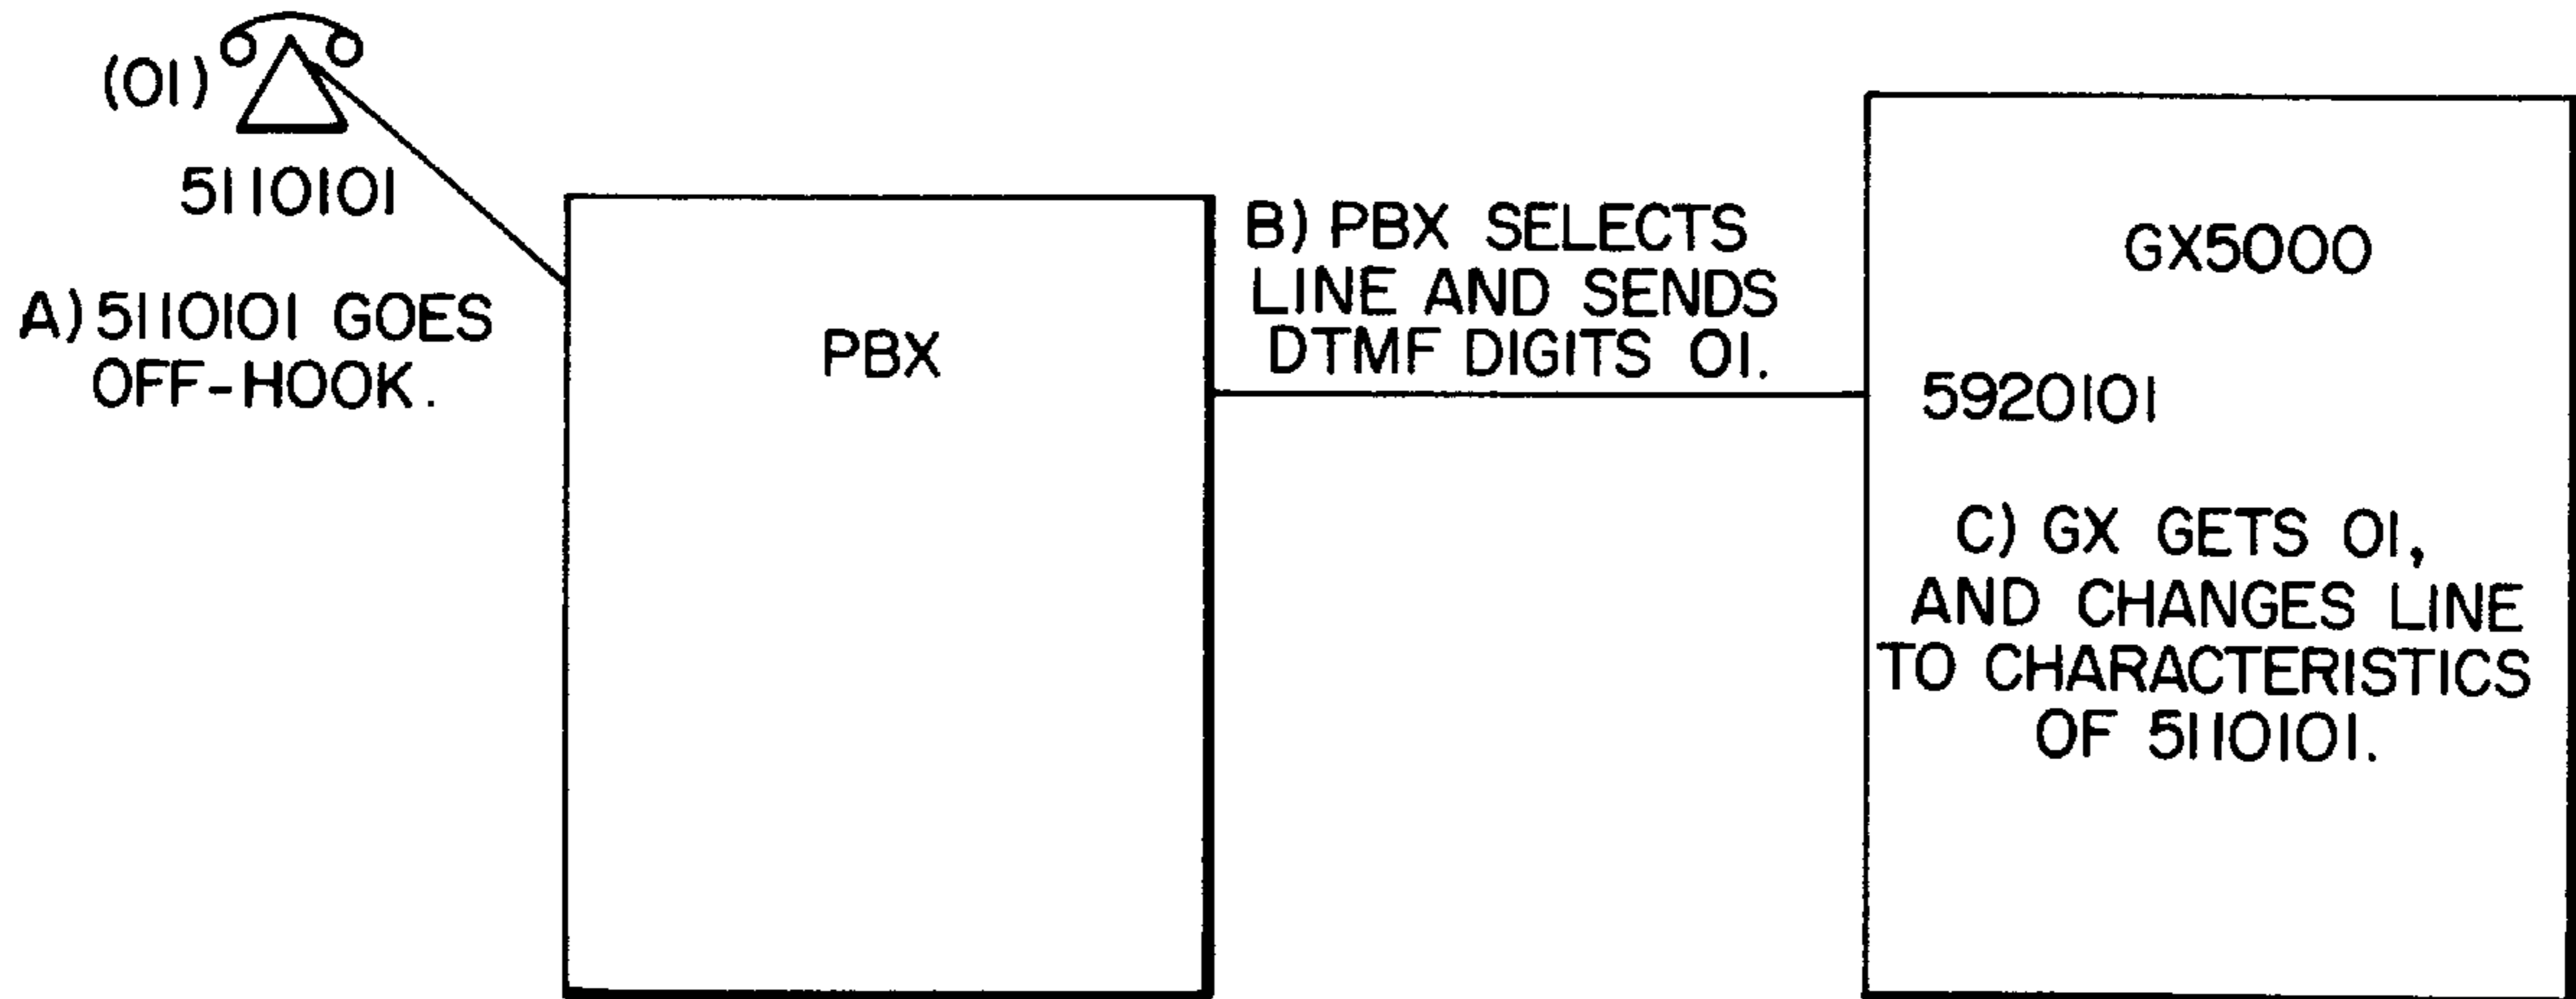 (01)
5110101
A) 5110101 GOES
OFF-HOOK.
PBX
B) PBX SELECTS
LINE AND SENDS
DTMF DIGITS 01.
GX5000
5920101
C) GX GETS 01,
AND CHANGES LINE
TO CHARACTERISTICS
OF 5110101.